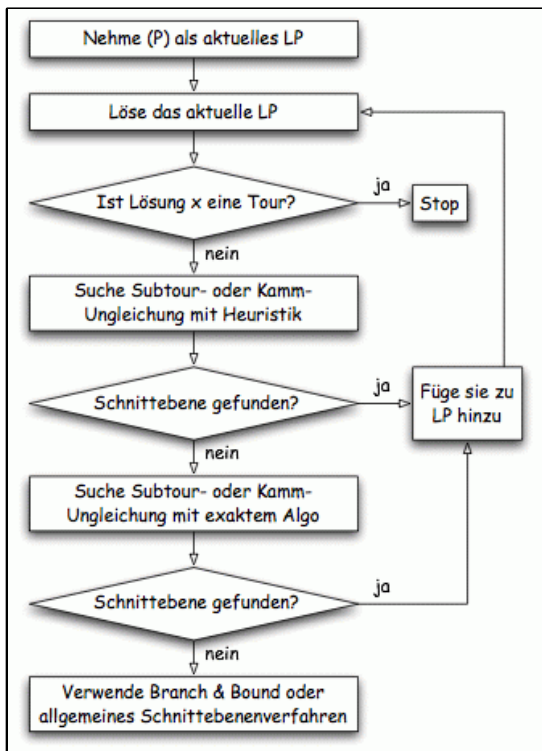 Nehme (P) als aktuelles LP
Löse das aktuelle LP
Ist Lösung x eine Tour?
ja
Stop
nein
Suche Subtour- oder Kamm-
Ungleichung mit Heuristik
Schnittebene gefunden?
ja
Füge sie zu
LP hinzu
nein
Suche Subtour- oder Kamm-
Ungleichung mit exaktem Algo
Schnittebene gefunden?
ja
nein
Verwende Branch & Bound oder
allgemeines Schnittebenenverfahren